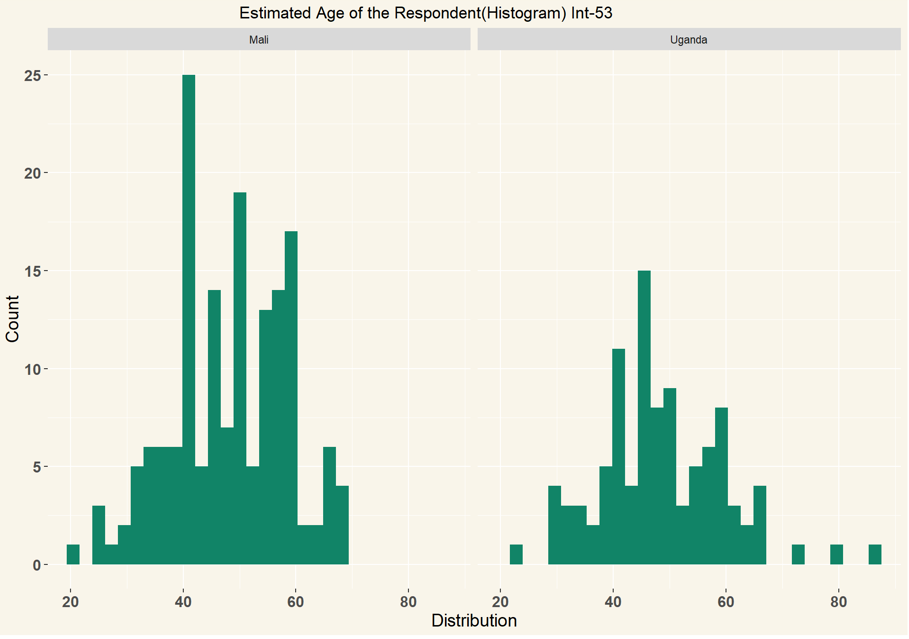 Estimated Age of the Respondent(Histogram) Int-53
Mali
Uganda
Count
25
20
15
10
5
0
20 40 60 80
20 40 60 80
Distribution